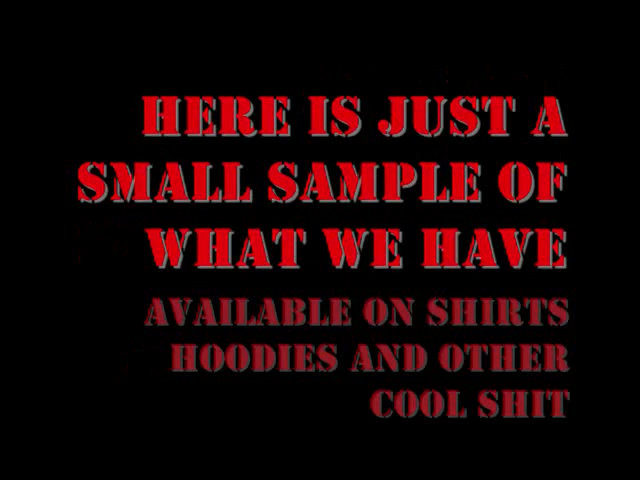 HERE IS JUST A
SMALL SAMPLE OF
WHAT WE HAVE
AVAILABLE ON SHIRTS
HOODIES AND OTHER
COOL SHIT